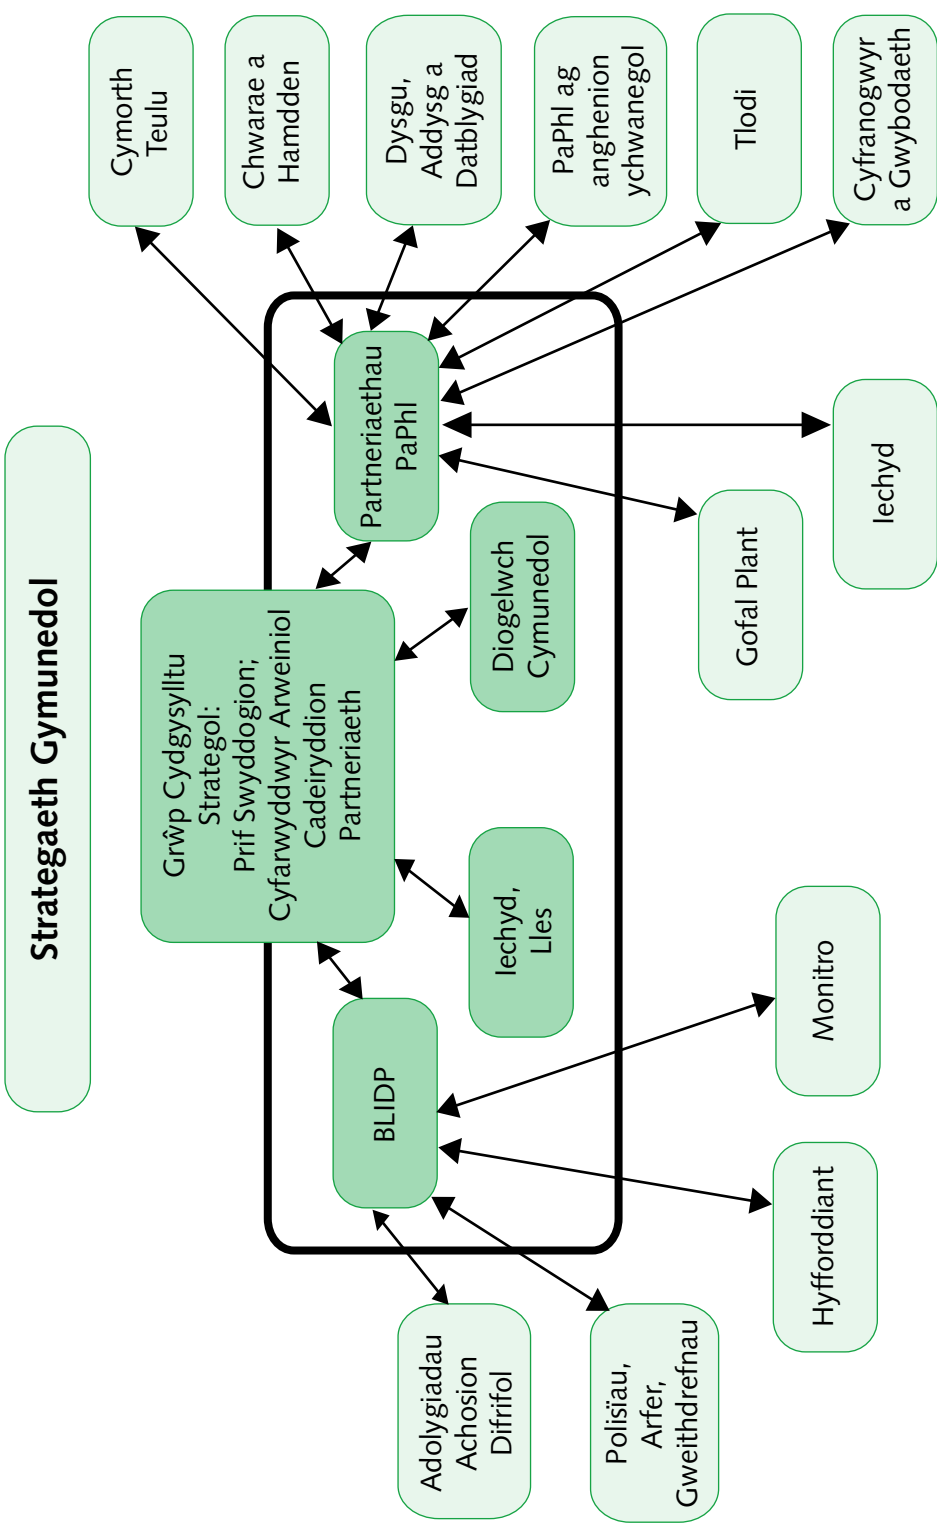 Strategaeth Gymunedol
Grŵp Cydgysylltu
Strategol:
Prif Swyddogion;
Cyfarwyddwyr Arweiniol
Cadeiryddion
Partneriaeth
BLIDP
Iechyd,
Lles
Diogelwch
Cymunedol
Partneriaethau
PaPhl
Adolygiadau
Achosion
Difrifol
Polisïau,
Arfer,
Gweithdrefnau
Hyfforddiant
Monitro
Gofal Plant
Iechyd
Cymorth
Teulu
Chwarae a
Hamdden
Dysgu,
Addysg a
Datblygiad
PaPhl ag
anghenion
ychwanegol
Tlodi
Cyfranogwyr
a Gwybodaeth